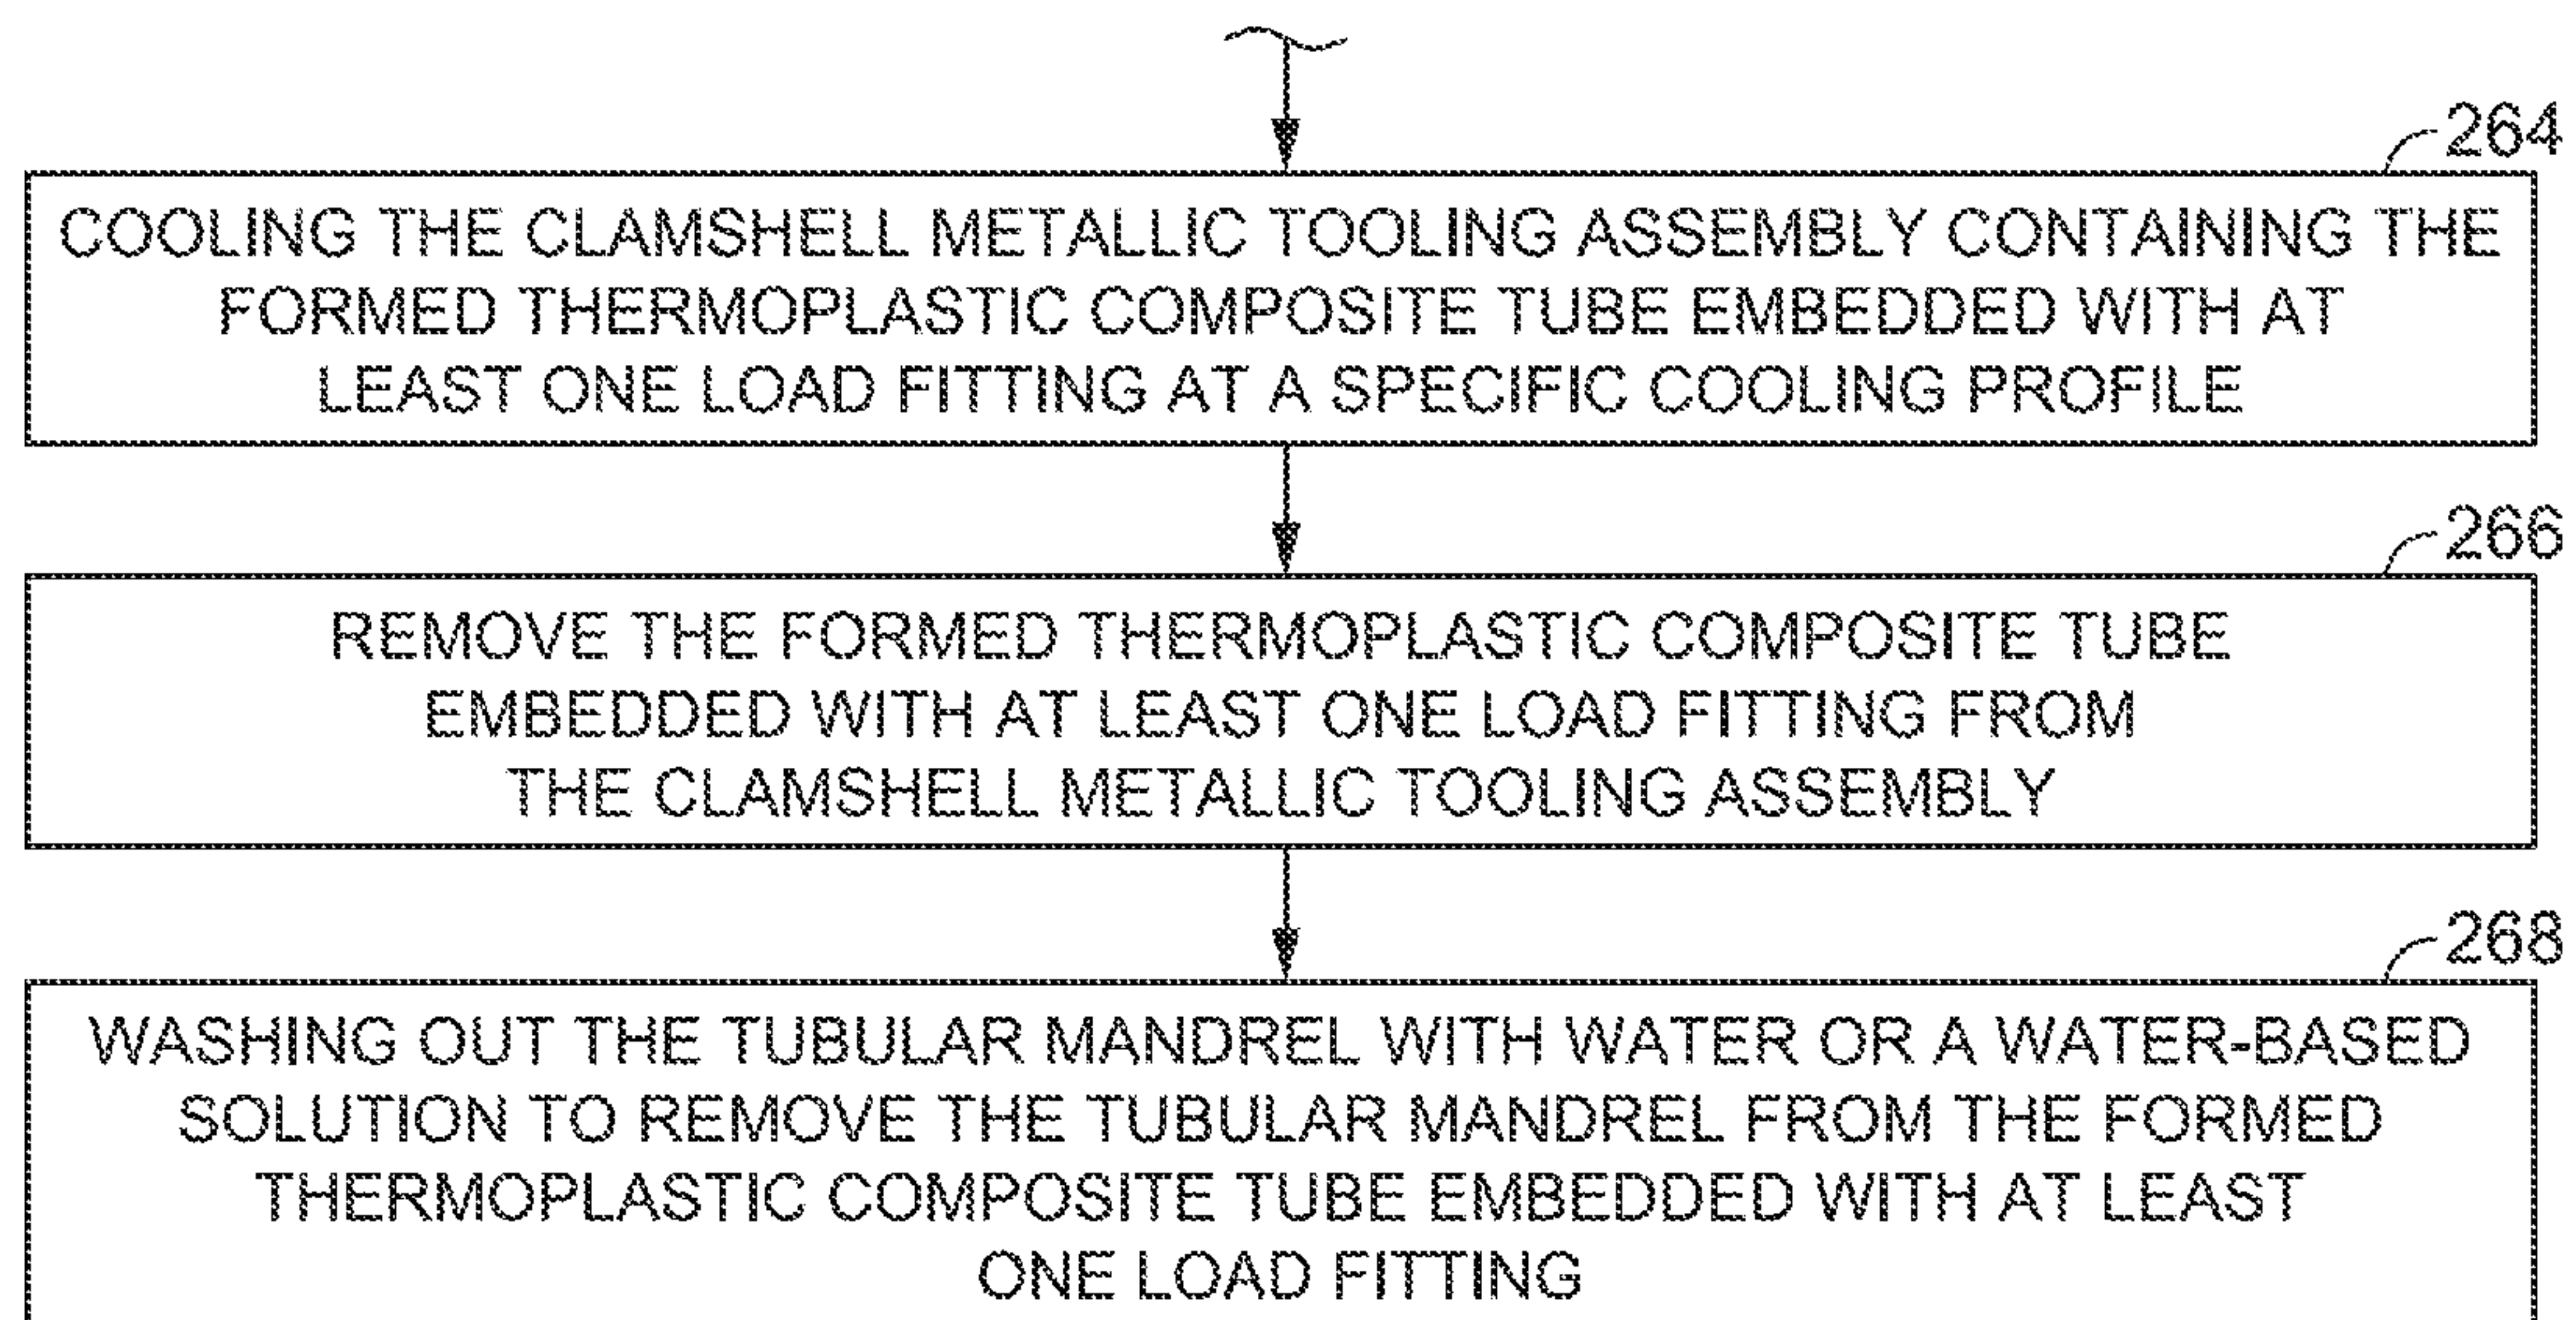 264
COOLING THE CLAMSHELL METALLIC TOOLING ASSEMBLY CONTAINING THE
FORMED THERMOPLASTIC COMPOSITE TUBE EMBEDDED WITH AT
LEAST ONE LOAD FITTING AT A SPECIFIC COOLING PROFILE
266
REMOVE THE FORMED THERMOPLASTIC COMPOSITE TUBE
EMBEDDED WITH AT LEAST ONE LOAD FITTING FROM
THE CLAMSHELL METALLIC TOOLING ASSEMBLY
268
WASHING OUT THE TUBULAR MANDREL WITH WATER OR A WATER-BASED
SOLUTION TO REMOVE THE TUBULAR MANDREL FROM THE FORMED
THERMOPLASTIC COMPOSITE TUBE EMBEDDED WITH AT LEAST
ONE LOAD FITTING